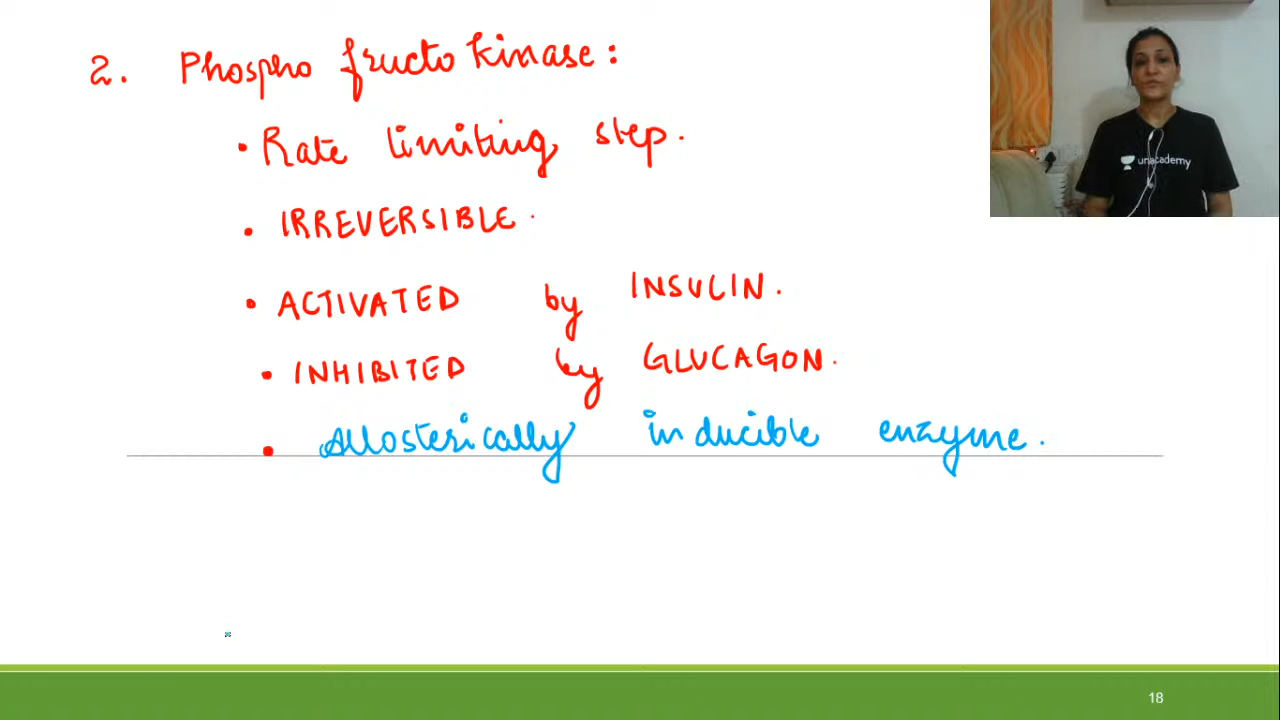 2. Phospho fructo kinase:
• Rate limiting step.
• IRREVERSIBLE.
• ACTIVATED by INSULIN.
• INHIBITED by GLUCAGON.
• Allosterically inducible enzyme.
unacademy
18